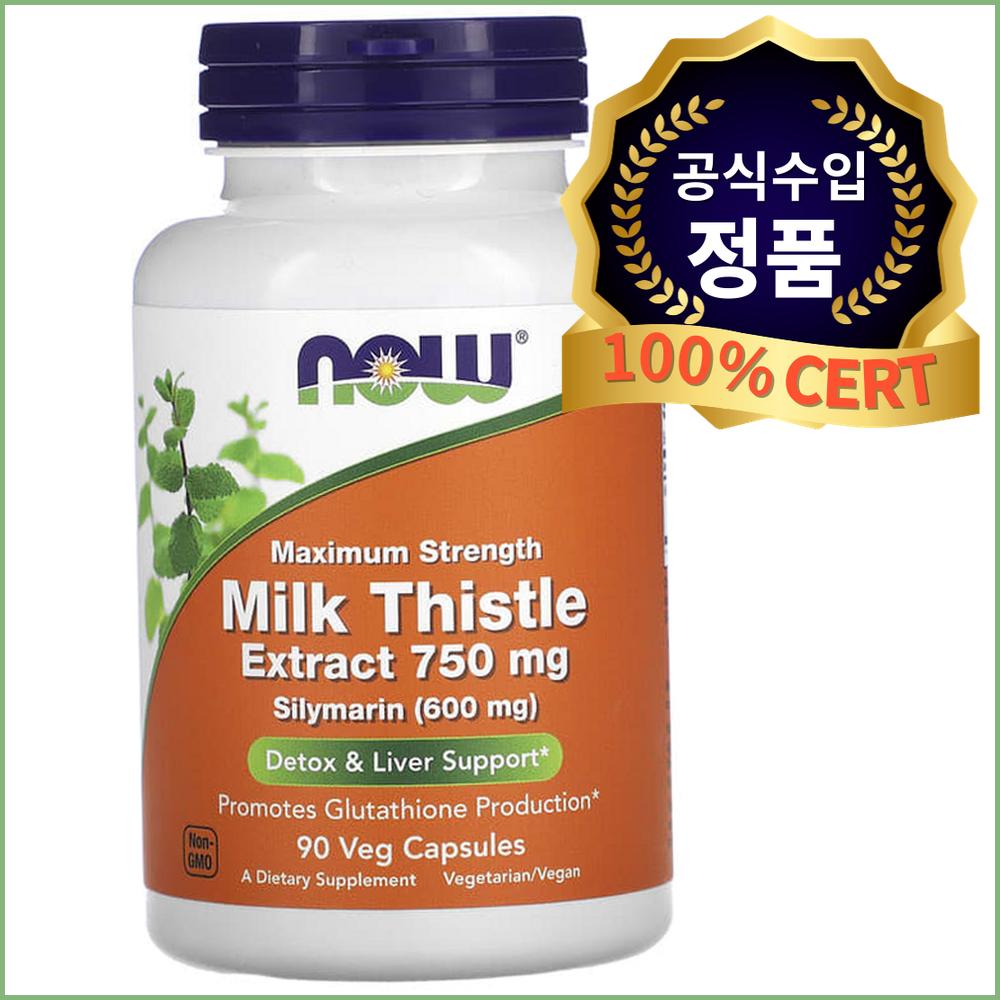 공식수입
정품
100% CERT
NOW®
Maximum Strength
Milk Thistle
Extract 750 mg
Silymarin (600 mg)
Detox & Liver Support*
Promotes Glutathione Production*
90 Veg Capsules
Non-
GMO
A Dietary Supplement Vegetarian/Vegan